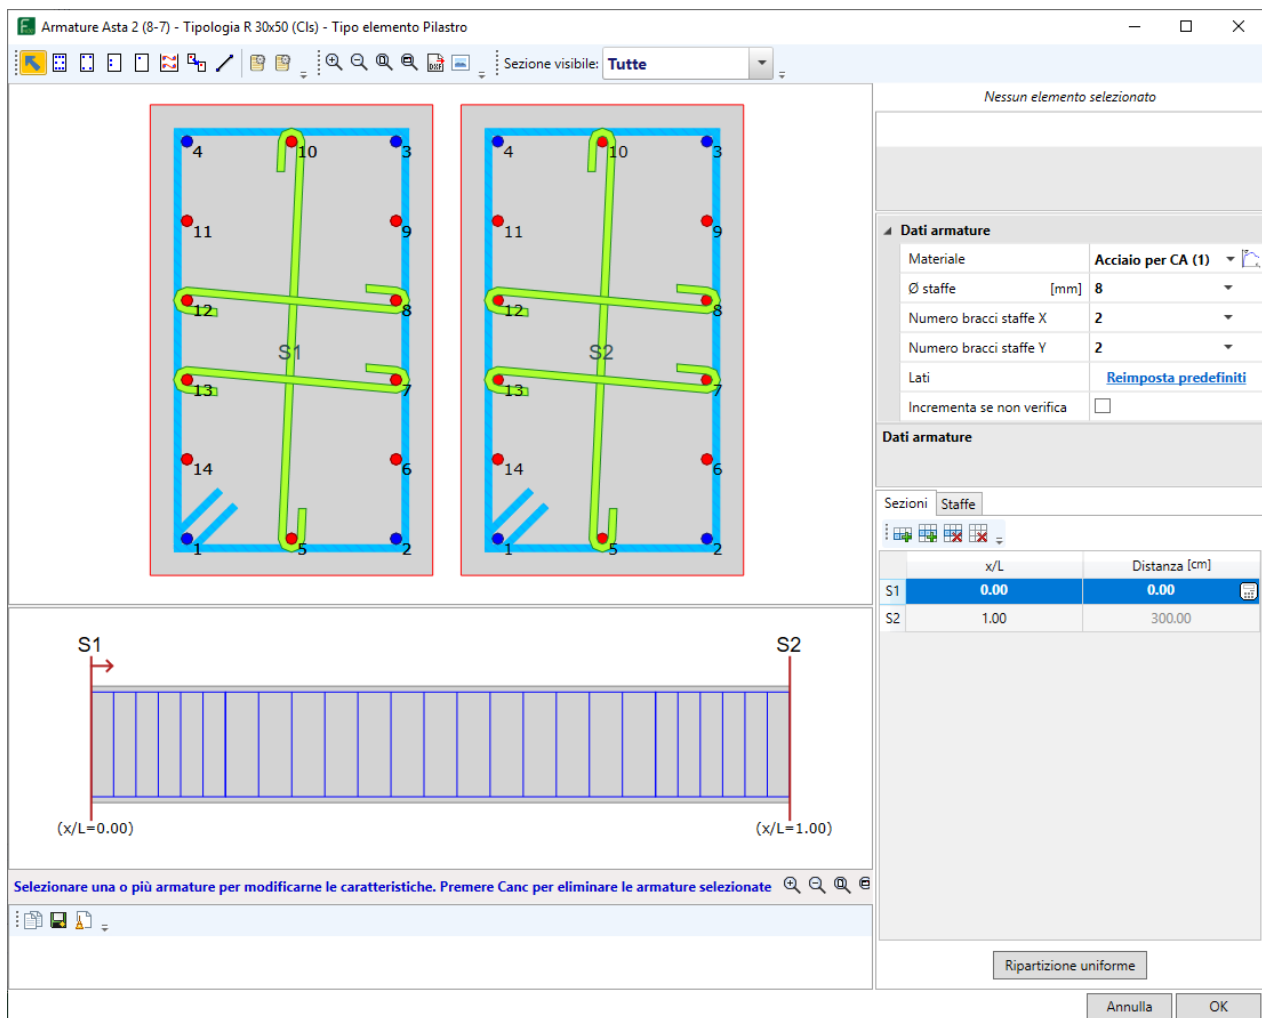 Armature Asta 2 (8-7) - Tipologia R 30x50 (Cls) - Tipo elemento Pilastro
DXF Sezione visibile: Tutte
Nessun elemento selezionato
4 10 3
11 9
12 8
S1
13 7
14 6
1 5 2
4 10 3
11 9
12 8
S2
13 7
14 6
1 5 2
Dati armature
Materiale Acciaio per CA (1)
Ø staffe [mm] 8
Numero bracci staffe X 2
Numero bracci staffe Y 2
Lati Reimposta predefiniti
Incrementa se non verifica
Dati armature
Sezioni Staffe
x/L Distanza [cm]
S1 0.00 0.00
S2 1.00 300.00
S1 S2
(x/L=0.00) (x/L=1.00)
Selezionare una o più armature per modificarne le caratteristiche. Premere Canc per eliminare le armature selezionate
Ripartizione uniforme
Annulla OK